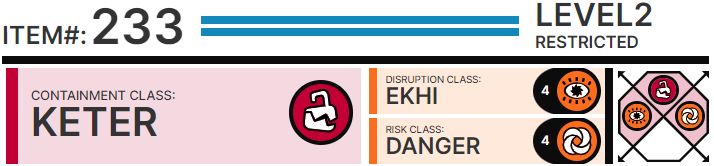 ITEM#: 233
LEVEL2
RESTRICTED
CONTAINMENT CLASS:
KETER
DISRUPTION CLASS:
EKHI
4
RISK CLASS:
DANGER
4